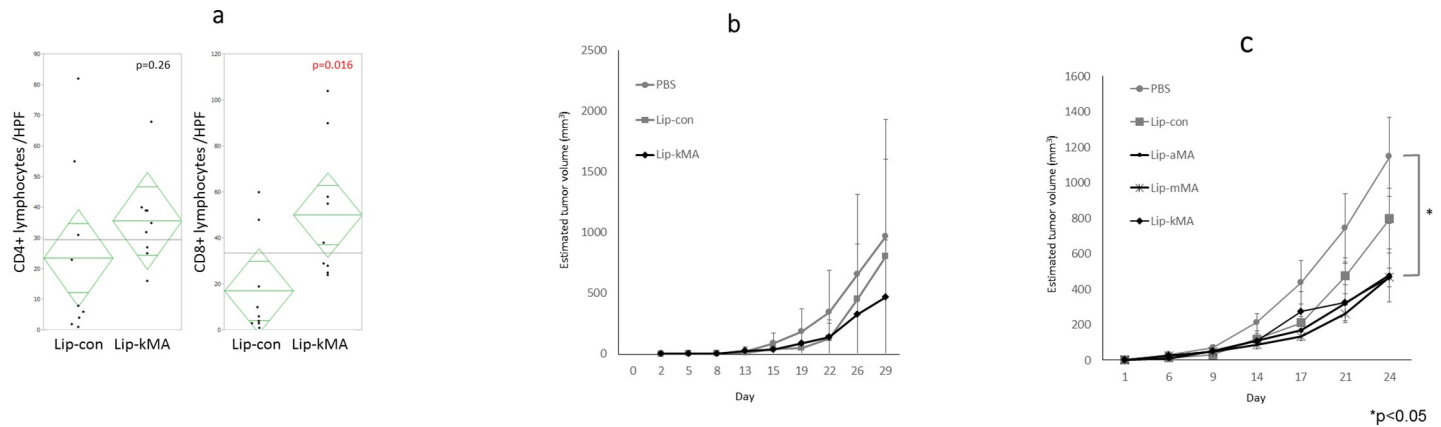 a
90
80
70
60
50
40
30
20
10
0
CD4+ lymphocytes /HPF
p=0.26
Lip-con Lip-kMA
120
100
80
60
40
20
0
CD8+ lymphocytes /HPF
p=0.016
Lip-con Lip-kMA
b
2500
2000
1500
1000
500
0
Estimated tumor volume (mm³)
PBS
Lip-con
Lip-kMA
0 2 5 8 13 15 19 22 26 29
Day
c
1600
1400
1200
1000
800
600
400
200
0
Estimated tumor volume (mm³)
PBS
Lip-con
Lip-aMA
Lip-mMA
Lip-kMA
*
1 6 9 14 17 21 24
Day
*p<0.05